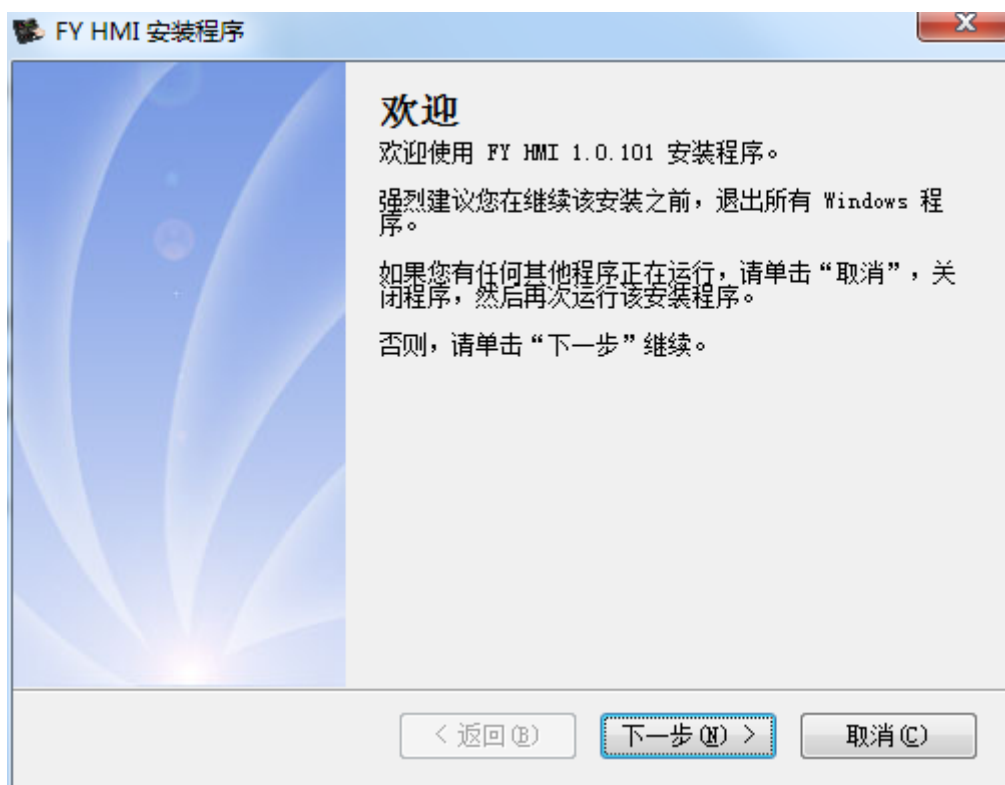 FY HMI 安装程序
欢迎
欢迎使用 FY HMI 1.0.101 安装程序。
强烈建议您在继续该安装之前，退出所有 Windows 程
序。
如果您有任何其他程序正在运行，请单击“取消”，关
闭程序，然后再次运行该安装程序。
否则，请单击“下一步”继续。
< 返回(B)
下一步(N) >
取消(C)